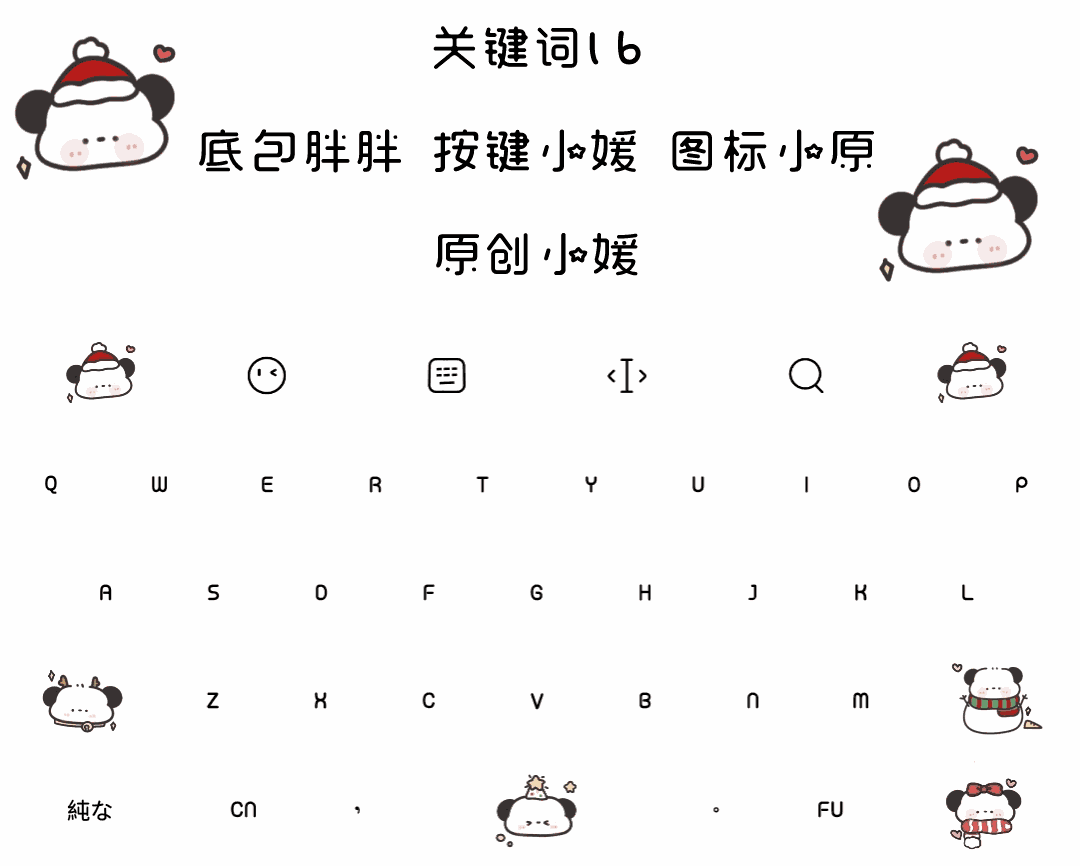 关键词16
底包胖胖 按键小媛 图标小原
原创小媛
Q W E R T Y U I O P
A S D F G H J K L
Z X C V B N M
純な CN , 。 FU